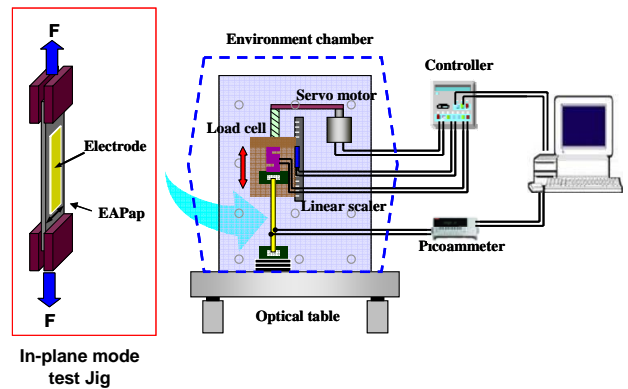 F
Electrode
EAPap
F
In-plane mode
test Jig
Environment chamber
Servo motor
Load cell
Linear scaler
Controller
Picoammeter
Optical table